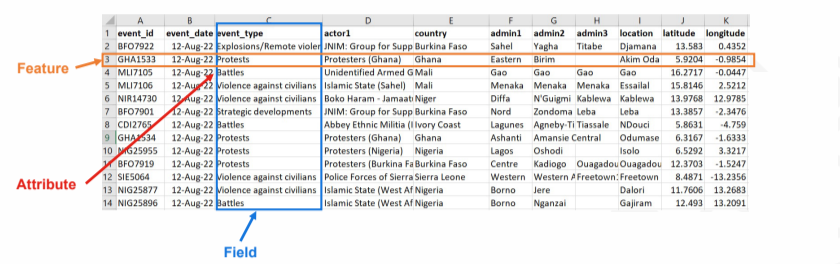 A B C D E F G H I J K
1 event_id event_date event_type actor1 country admin1 admin2 admin3 location latitude longitude
2 BFO7922 12-Aug-22 Explosions/Remote violen JNIM: Group for Supp Burkina Faso Sahel Yagha Titabe Djamana 13.583 0.4352
Feature 3 GHA1533 12-Aug-22 Protests Protesters (Ghana) Ghana Eastern Birim Akim Oda 5.9204 -0.9854
4 MLI7105 12-Aug-22 Battles Unidentified Armed G Mali Gao Gao Gao Gao 16.2717 -0.0447
5 MLI7106 12-Aug-22 Violence against civilians Islamic State (Sahel) Mali Menaka Menaka Menaka Essailal 15.8146 2.5212
6 NIR14730 12-Aug-22 Violence against civilians Boko Haram - Jamaat Niger Diffa N'Guigmi Kablewa Kablewa 13.9768 12.9785
7 BFO7901 12-Aug-22 Strategic developments JNIM: Group for Supp Burkina Faso Nord Zondoma Leba Leba 13.3857 -2.3476
8 CDI2765 12-Aug-22 Battles Abbey Ethnic Militia (I Ivory Coast Lagunes Agneby-Ti Tiassale NDouci 5.8631 -4.759
9 GHA1534 12-Aug-22 Protests Protesters (Ghana) Ghana Ashanti Amansie Central Odumase 6.3167 -1.6333
10 NIG25955 12-Aug-22 Protests Protesters (Nigeria) Nigeria Lagos Oshodi Isolo 6.5292 3.3217
11 BFO7919 12-Aug-22 Protests Protesters (Burkina Fa Burkina Faso Centre Kadiogo Ouagadou Ouagadou 12.3703 -1.5247
Attribute 12 SIE5064 12-Aug-22 Violence against civilians Police Forces of Sierra Sierra Leone Western Western A Freetown: Freetown 8.4871 -13.2356
13 NIG25877 12-Aug-22 Violence against civilians Islamic State (West Af Nigeria Borno Jere Dalori 11.7606 13.2683
14 NIG25896 12-Aug-22 Battles Islamic State (West Af Nigeria Borno Nganzai Gajiram 12.493 13.2091
Field